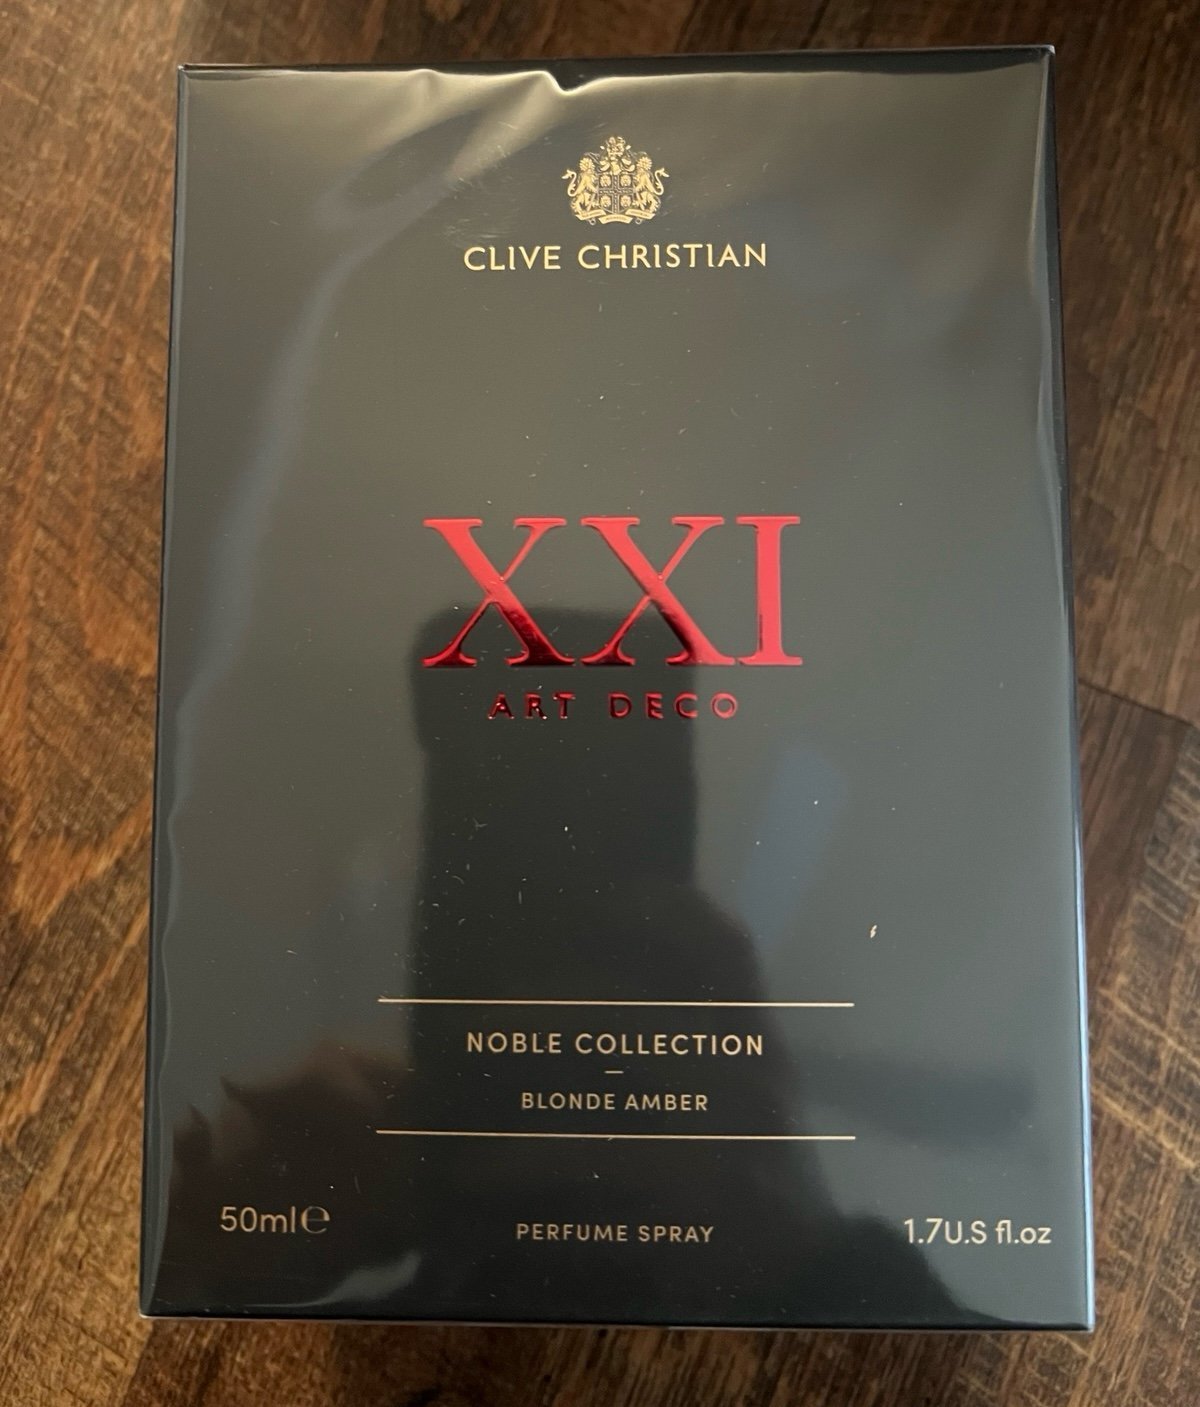 CLIVE CHRISTIAN
XXI
ART DECO
NOBLE COLLECTION
BLONDE AMBER
50ml℮
PERFUME SPRAY
1.7U.S fl.oz